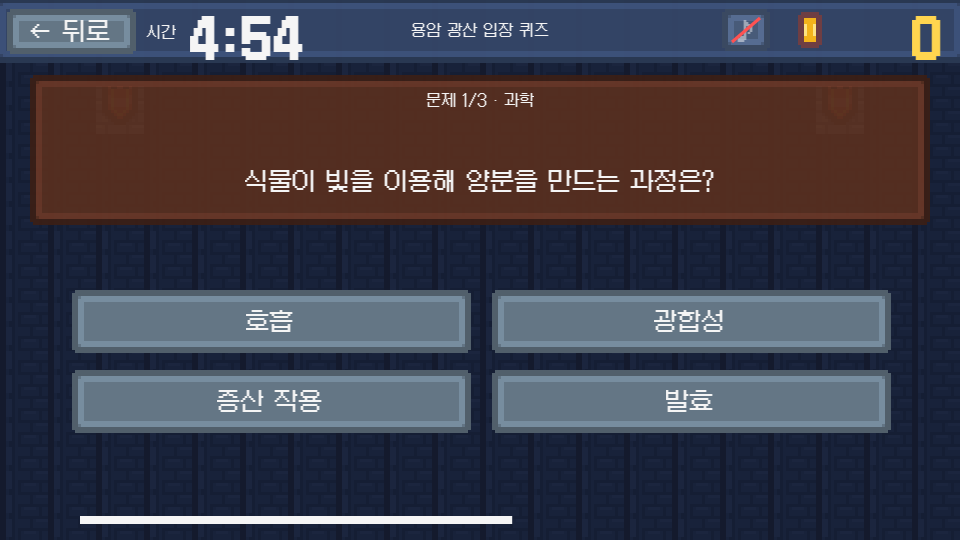 ← 뒤로
시간 4:54
용암 광산 입장 퀴즈
0
문제 1/3 · 과학
식물이 빛을 이용해 양분을 만드는 과정은?
호흡
광합성
증산 작용
발효